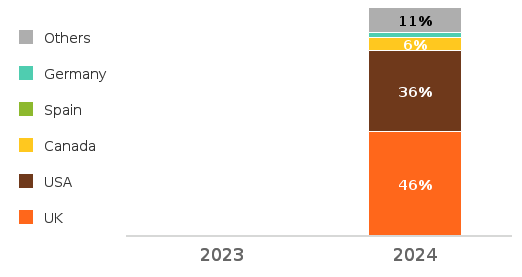 Others
Germany
Spain
Canada
USA
UK
11%
6%
36%
46%
2023
2024